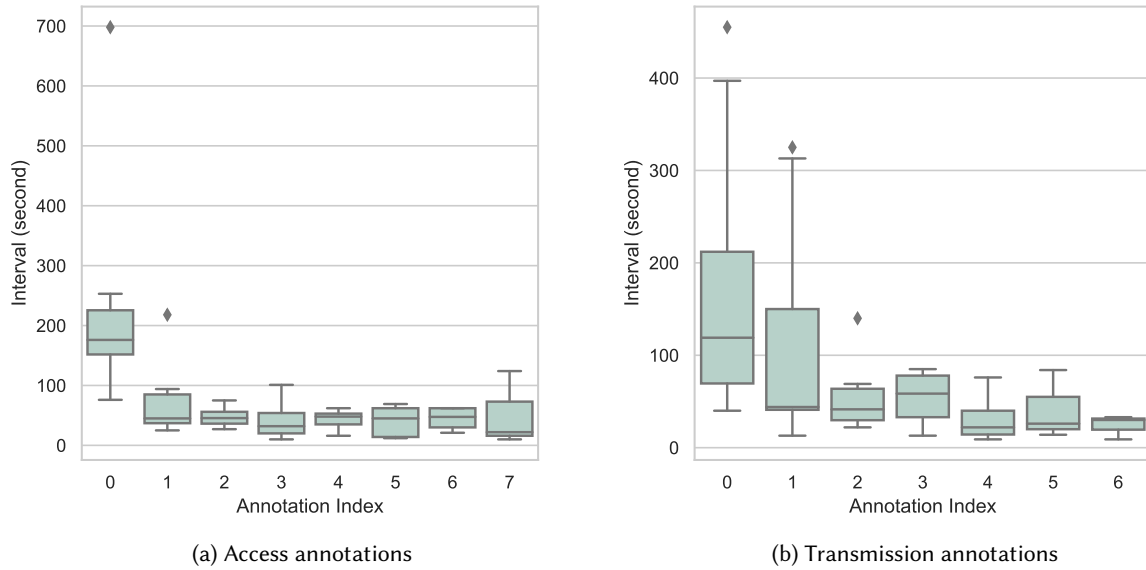 700
600
500
400
300
200
100
0
Interval (second)
0 1 2 3 4 5 6 7
Annotation Index
(a) Access annotations
400
300
200
100
0
Interval (second)
0 1 2 3 4 5 6
Annotation Index
(b) Transmission annotations